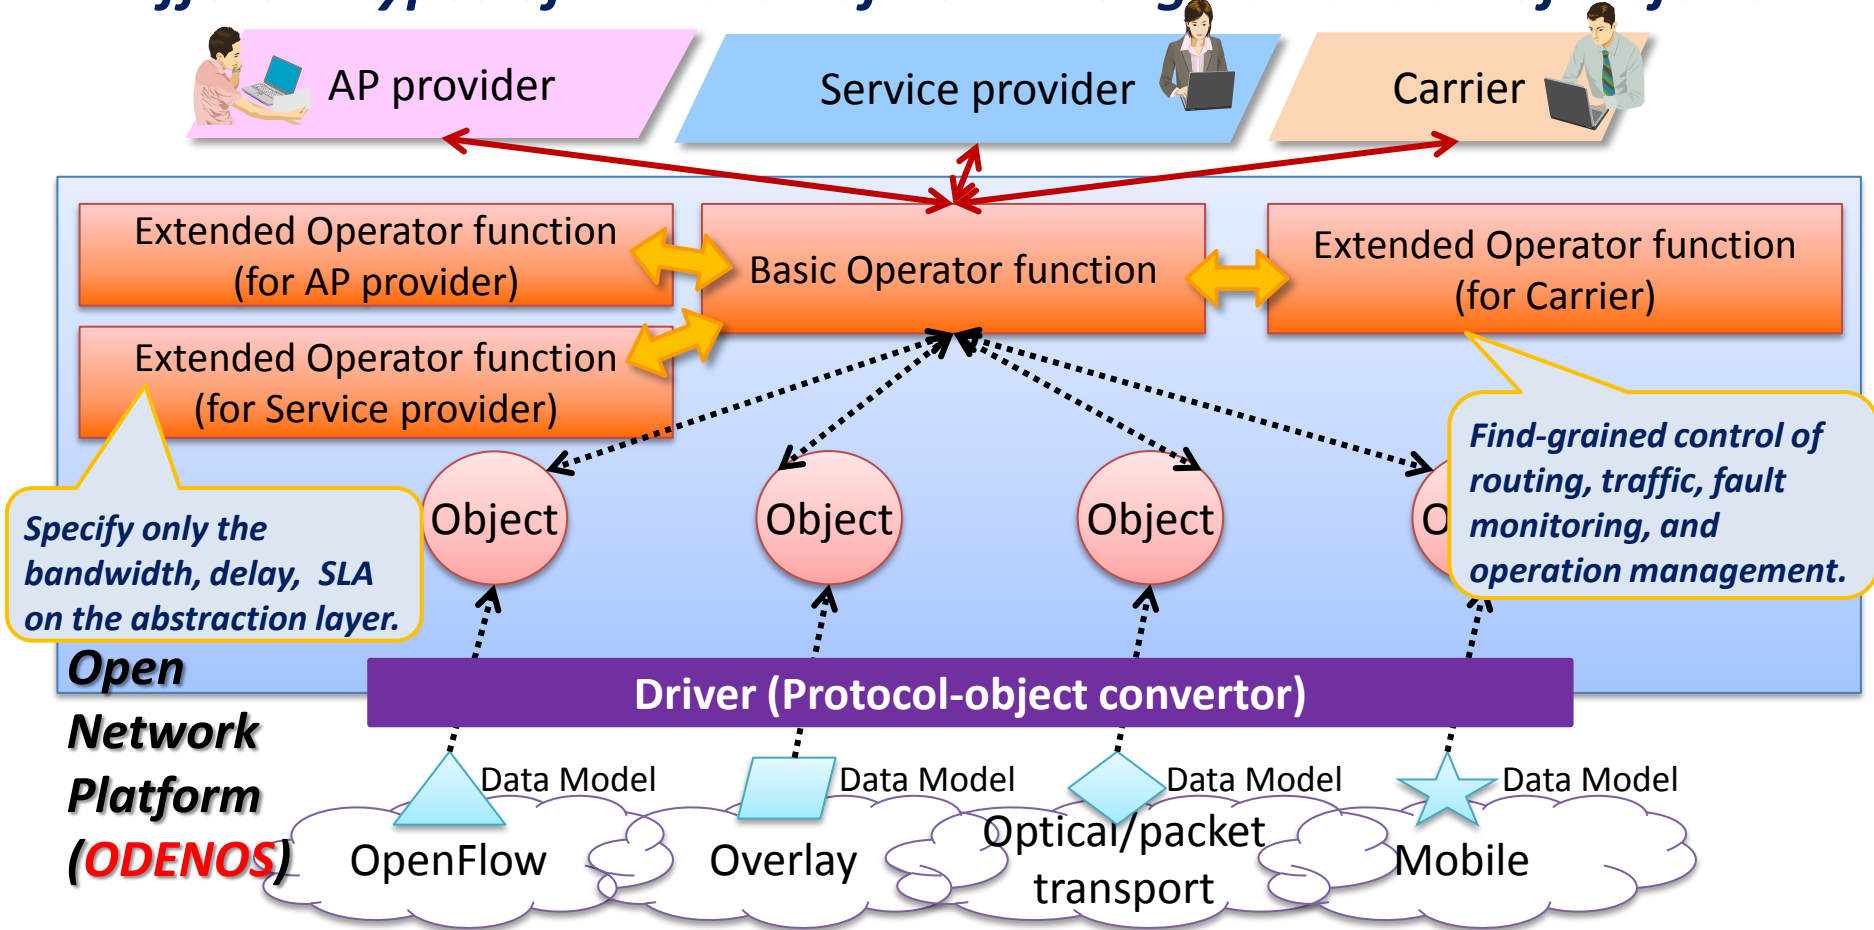 AP provider
Service provider
Carrier
Extended Operator function
(for AP provider)
Basic Operator function
Extended Operator function
(for Carrier)
Extended Operator function
(for Service provider)
Find-grained control of
routing, traffic, fault
monitoring, and
operation management.
Specify only the
bandwidth, delay, SLA
on the abstraction layer.
Object
Object
Object
Open
Network
Platform
(ODENOS)
Driver (Protocol-object convertor)
Data Model
Data Model
Data Model
Data Model
OpenFlow
Overlay
Optical/packet
transport
Mobile